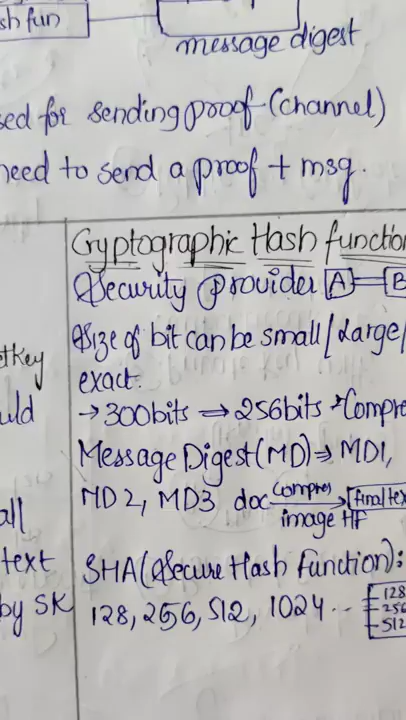 sh fun
message digest
sed for sending proof (channel)
need to send a proof + msg.
Cryptographic Hash function
Security Provider A B
Size of bit can be small/Large/
etkey
exact.
uld
→ 300bits ⇒ 256bits → Compre
Message Digest(MD) ⇒ MD1,
MD2, MD3 doc Compres final tex
all
image HF
text
SHA(Secure Hash Function):
by SK
128, 256, 512, 1024 --
128
256
512